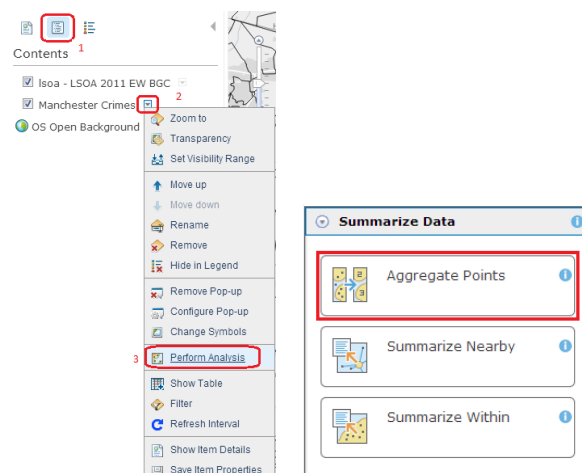 1
Contents
lsoa - LSOA 2011 EW BGC
2
Manchester Crimes
OS Open Background
Zoom to
Transparency
Set Visibility Range
Move up
Move down
Rename
Remove
Hide in Legend
Remove Pop-up
Configure Pop-up
Change Symbols
3 Perform Analysis
Show Table
Filter
Refresh Interval
Show Item Details
Save Item Properties
Summarize Data
Aggregate Points
Summarize Nearby
Summarize Within